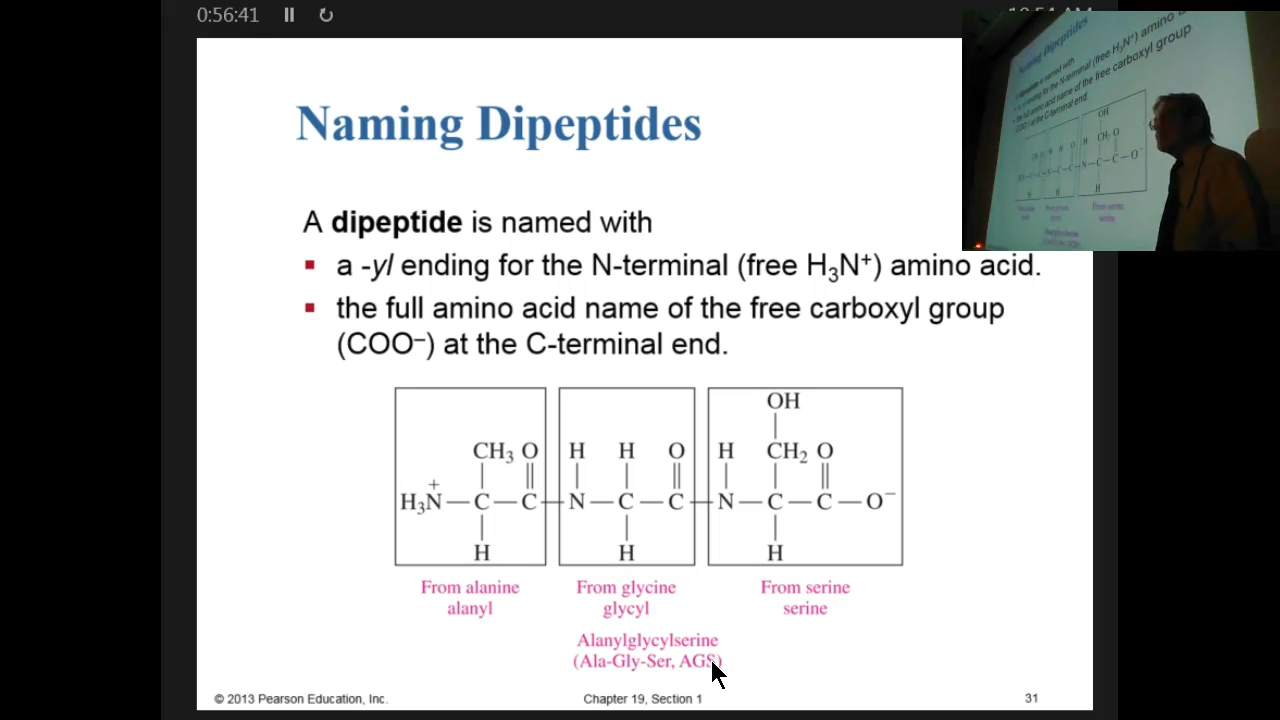 0:56:41
Naming Dipeptides
A dipeptide is named with
▪ a -yl ending for the N-terminal (free H₃N⁺) amino acid.
▪ the full amino acid name of the free carboxyl group
(COO⁻) at the C-terminal end.
OH
CH₃ O H H O H CH₂ O
+
H₃N—C—C—N—C—C—N—C—C—O⁻
H H H
From alanine From glycine From serine
alanyl glycyl serine
Alanylglycylserine
(Ala-Gly-Ser, AGS)
© 2013 Pearson Education, Inc. Chapter 19, Section 1 31
Naming Dipeptides